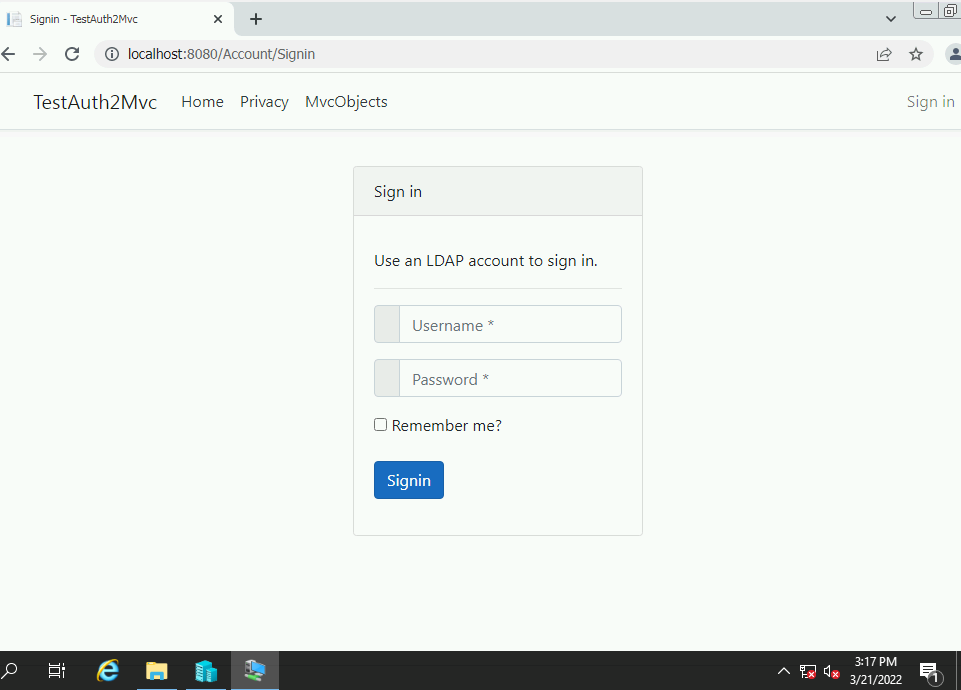 Signin - TestAuth2Mvc
localhost:8080/Account/Signin
TestAuth2Mvc Home Privacy MvcObjects Sign in
Sign in
Use an LDAP account to sign in.
Username *
Password *
Remember me?
Signin
3:17 PM
3/21/2022
1